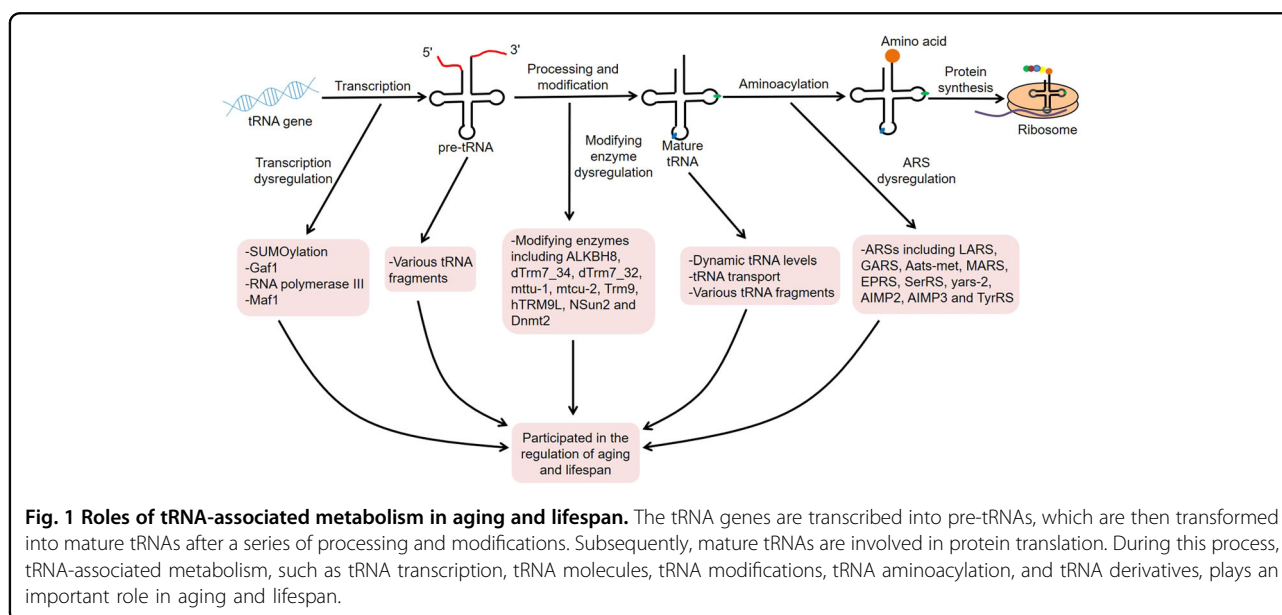 5'
3'
Amino acid
Transcription
Processing and
modification
Aminoacylation
Protein
synthesis
tRNA gene
pre-tRNA
Mature
tRNA
Ribosome
Transcription
dysregulation
Modifying
enzyme
dysregulation
ARS
dysregulation
-SUMOylation
-Gaf1
-RNA polymerase III
-Maf1
-Various tRNA
fragments
-Modifying enzymes
including ALKBH8,
dTrm7_34, dTrm7_32,
mttu-1, mtcu-2, Trm9,
hTRM9L, NSun2 and
Dnmt2
-Dynamic tRNA levels
-tRNA transport
-Various tRNA fragments
-ARSs including LARS,
GARS, Aats-met, MARS,
EPRS, SerRS, yars-2,
AIMP2, AIMP3 and TyrRS
Participated in the
regulation of aging
and lifespan
Fig. 1 Roles of tRNA-associated metabolism in aging and lifespan. The tRNA genes are transcribed into pre-tRNAs, which are then transformed
into mature tRNAs after a series of processing and modifications. Subsequently, mature tRNAs are involved in protein translation. During this process,
tRNA-associated metabolism, such as tRNA transcription, tRNA molecules, tRNA modifications, tRNA aminoacylation, and tRNA derivatives, plays an
important role in aging and lifespan.